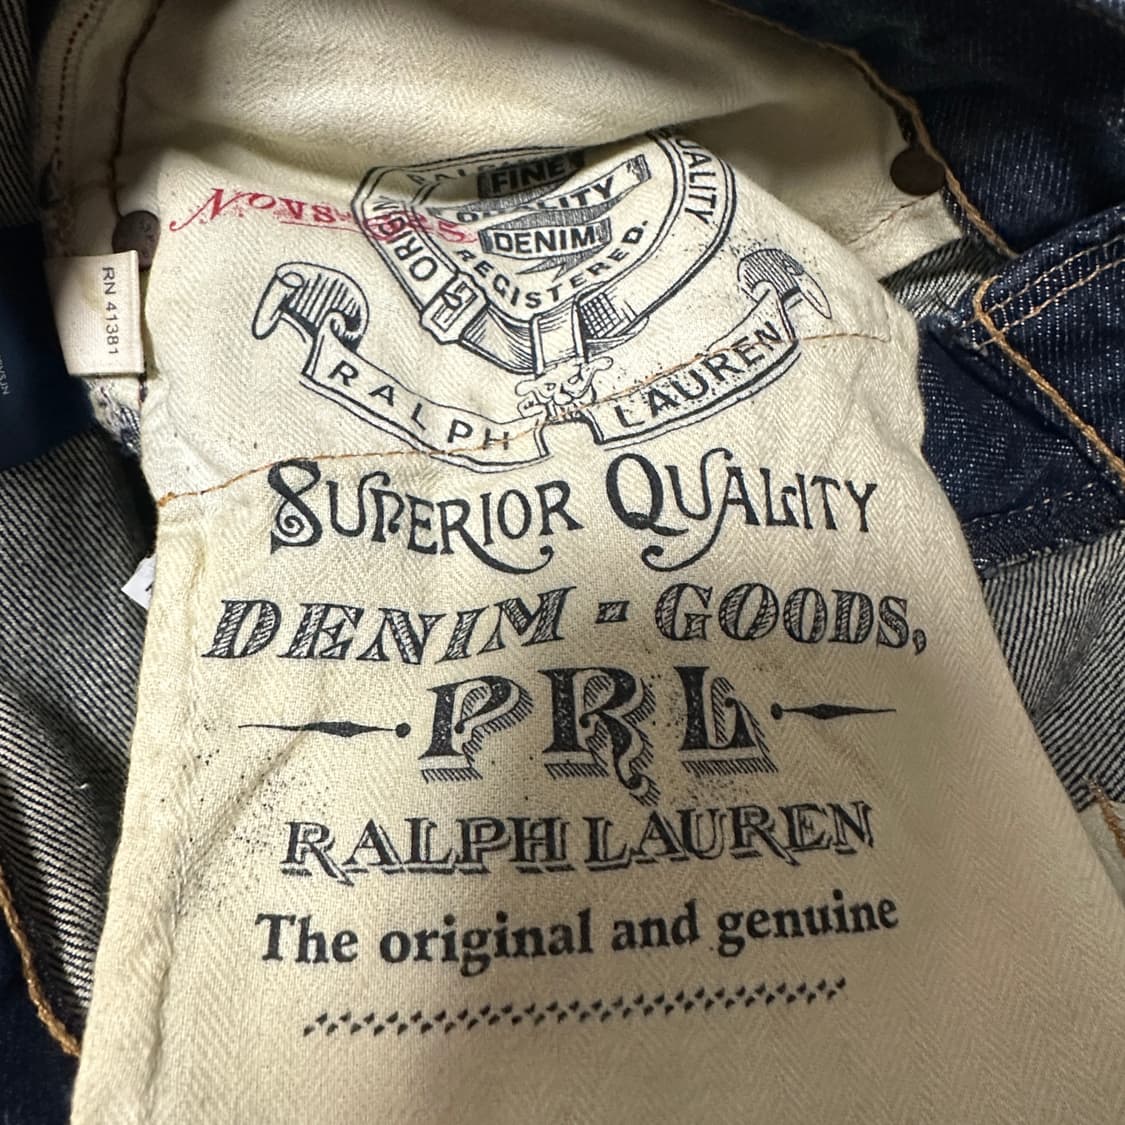 FINE
QUALITY
DENIM
REGISTERED.
QUALITY
RN 41381
RALPH LAUREN
SUPERIOR QUALITY
DENIM - GOODS,
PRL
RALPH LAUREN
The original and genuine